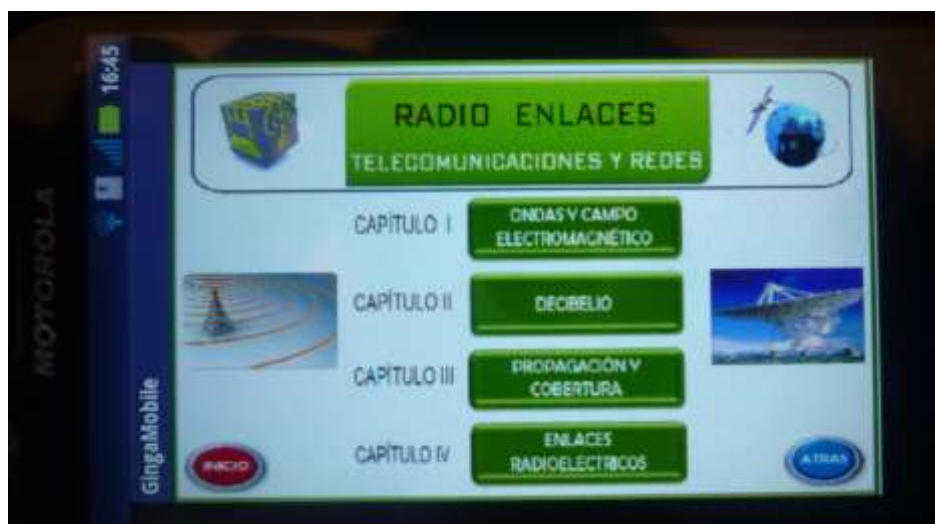 16:45
MOTOROLA
GingaMobile
RADIO ENLACES
TELECOMUNICACIONES Y REDES
CAPÍTULO I
ONDAS Y CAMPO
ELECTROMAGNÉTICO
CAPÍTULO II
DECIBELIO
CAPÍTULO III
PROPAGACIÓN Y
COBERTURA
CAPÍTULO IV
ENLACES
RADIOELECTRICOS
INICIO
ATRAS